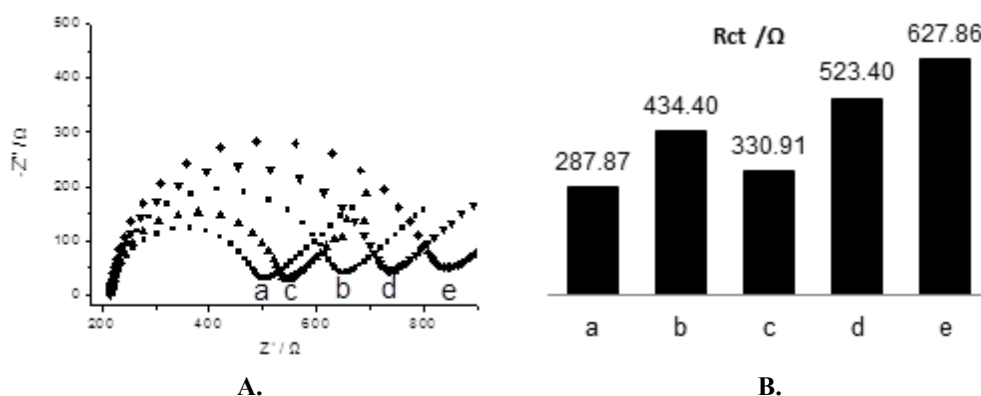 500
400
300
200
100
0
-Z''/Ω
200
400
600
800
Z'/Ω
a
c
b
d
e
A.
Rct /Ω
287.87
434.40
330.91
523.40
627.86
a
b
c
d
e
B.